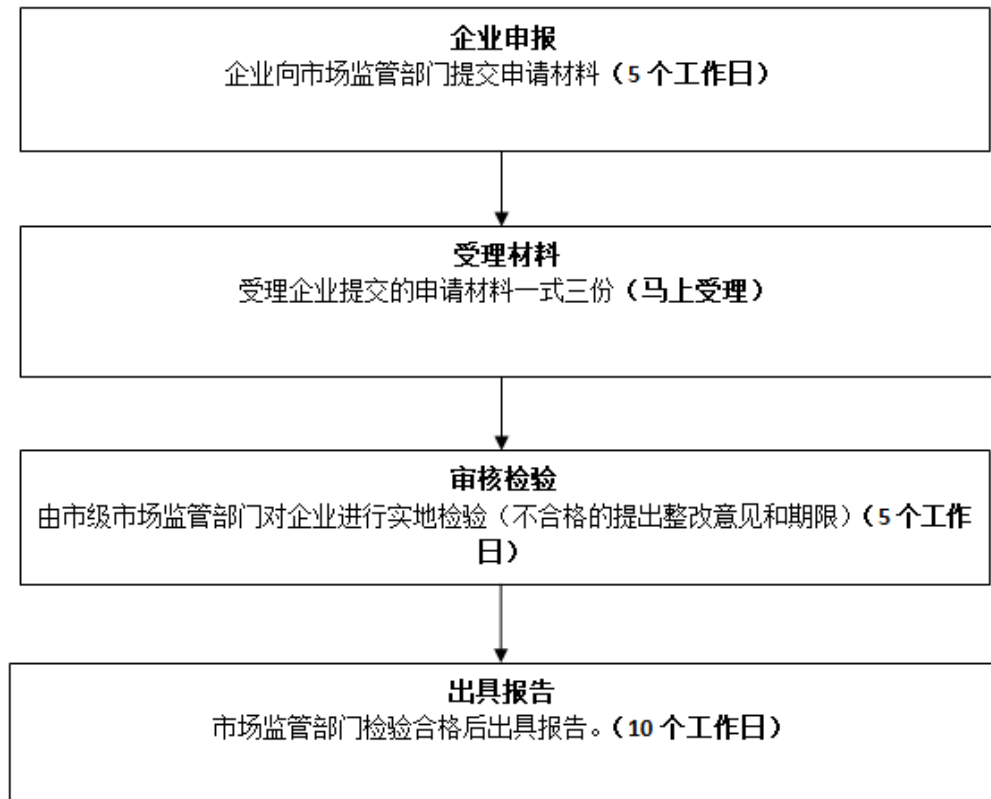 企业申报
企业向市场监管部门提交申请材料（5 个工作日）
受理材料
受理企业提交的申请材料一式三份（马上受理）
审核检验
由市级市场监管部门对企业进行实地检验（不合格的提出整改意见和期限）（5 个工作
日）
出具报告
市场监管部门检验合格后出具报告。（10 个工作日）